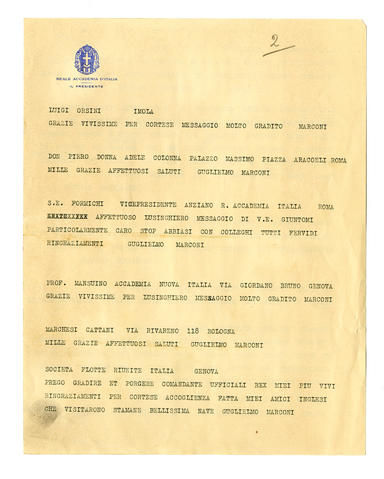 2
REALE ACCADEMIA D'ITALIA
IL PRESIDENTE
LUIGI ORSINI IMOLA
GRAZIE VIVISSIME PER CORTESE MESSAGGIO MOLTO GRADITO MARCONI
DON PIRRO DONNA ADELE COLONNA PALAZZO MASSIMO PIAZZA ARACOELI ROMA
MILLE GRAZIE AFFETTUOSI SALUTI GUGLIELMO MARCONI
S.E. FORMICHI VICEPRESIDENTE ANZIANO R. ACCADEMIA ITALIA ROMA
AFFETTUOSO LUSINGHIERO MESSAGGIO DI V.E. GIUNTOMI
PARTICOLARMENTE CARO STOP ABBIASI CON COLLEGHI TUTTI FERVIDI
RINGRAZIAMENTI GUGLIELMO MARCONI
PROF. MANSUINO ACCADEMIA NUOVA ITALIA VIA GIORDANO BRUNO GENOVA
GRAZIE VIVISSIME PER LUSINGHIERO MESSAGGIO MOLTO GRADITO MARCONI
MARCHESI CATTANI VIA RIVARENO 118 BOLOGNA
MILLE GRAZIE AFFETTUOSI SALUTI GUGLIELMO MARCONI
SOCIETA FLOTTE RIUNITE ITALIA GENOVA
PREGO GRADIRE ET PORGERE COMANDANTE UFFICIALI REX MIEI PIU VIVI
RINGRAZIAMENTI PER CORTESE ACCOGLIENZA FATTA MIEI AMICI INGLESI
CHE VISITARONO STAMANE BELLISSIMA NAVE GUGLIELMO MARCONI